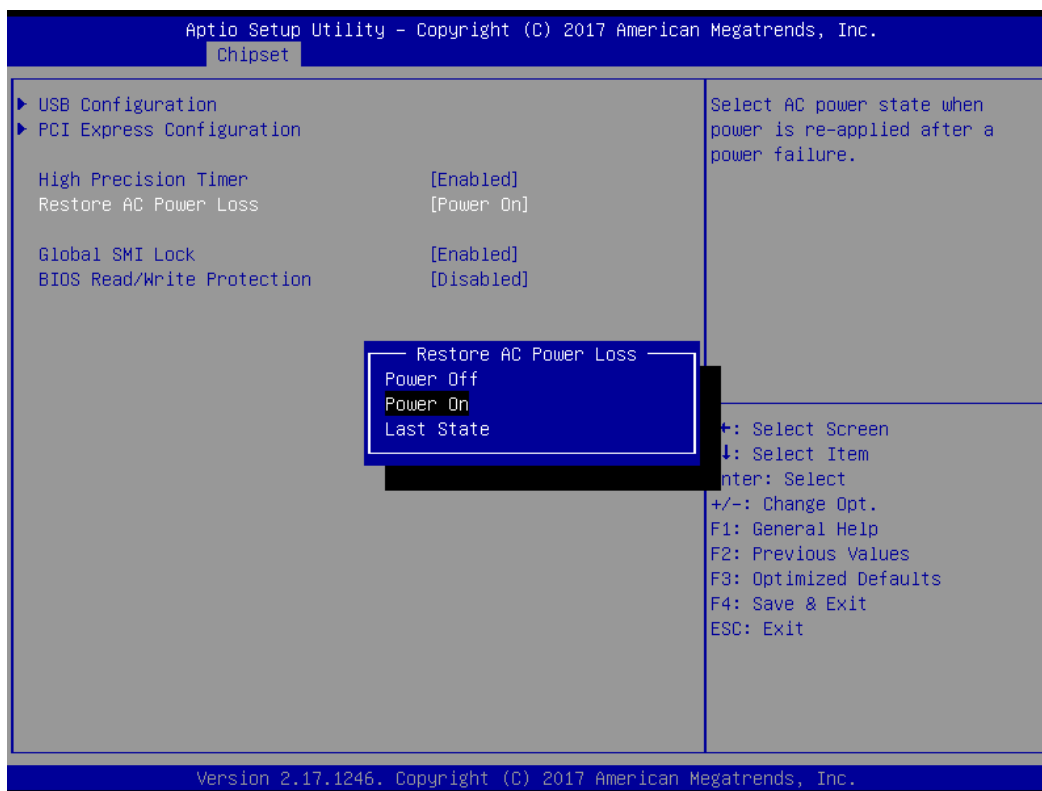 Aptio Setup Utility – Copyright (C) 2017 American Megatrends, Inc.
Chipset
USB Configuration
PCI Express Configuration
High Precision Timer [Enabled]
Restore AC Power Loss [Power On]
Global SMI Lock [Enabled]
BIOS Read/Write Protection [Disabled]
Restore AC Power Loss
Power Off
Power On
Last State
Select AC power state when
power is re-applied after a
power failure.
: Select Screen
: Select Item
nter: Select
+/-: Change Opt.
F1: General Help
F2: Previous Values
F3: Optimized Defaults
F4: Save & Exit
ESC: Exit
Version 2.17.1246. Copyright (C) 2017 American Megatrends, Inc.